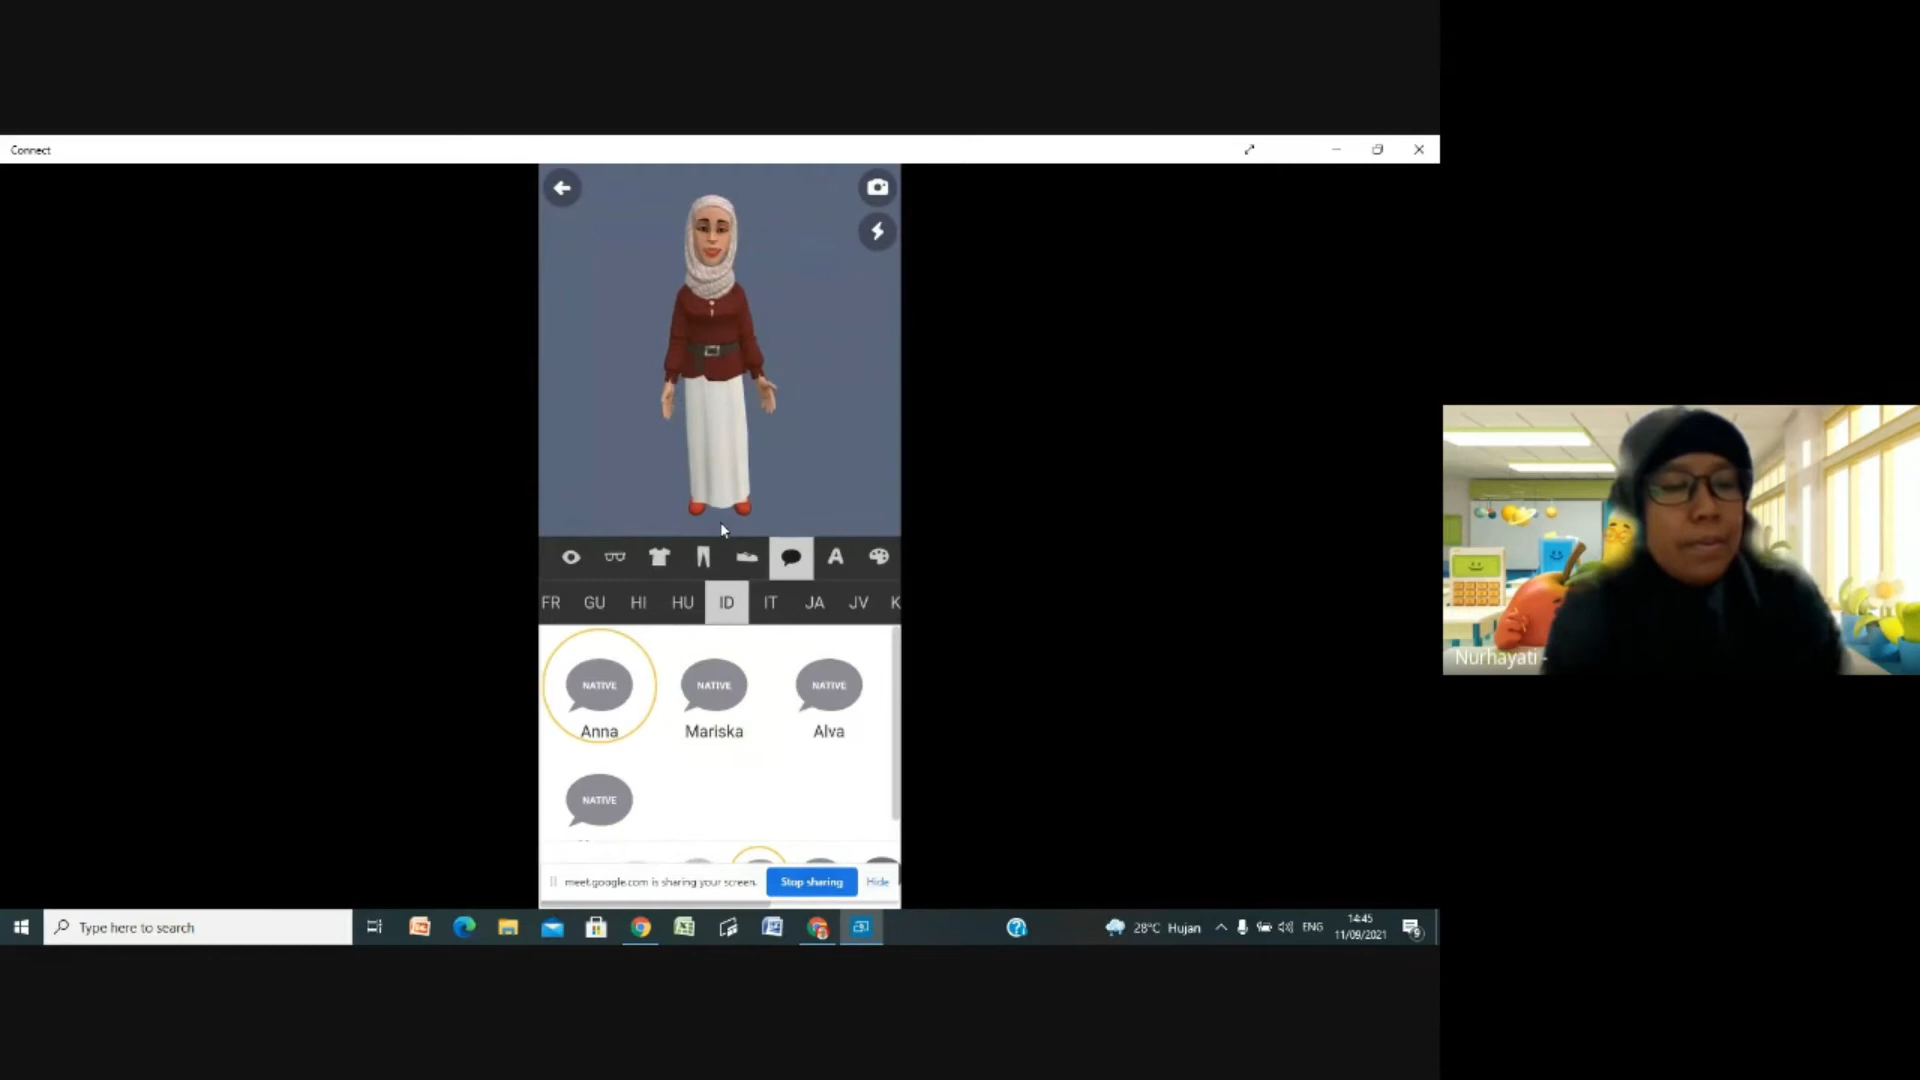 Connect
FR GU HI HU ID IT JA JV K
NATIVE NATIVE NATIVE
Anna Mariska Alva
NATIVE
meet.google.com is sharing your screen. Stop sharing Hide
Nurhayati -
Type here to search
28°C Hujan ENG 14:45
11/09/2021